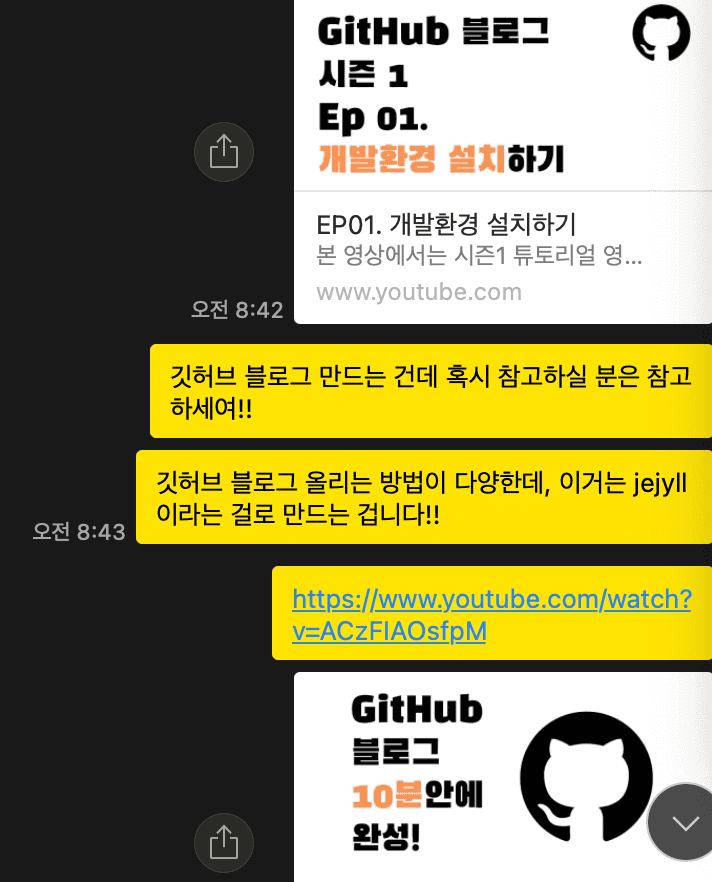 GitHub 블로그
시즌 1
Ep 01.
개발환경 설치하기
EP01. 개발환경 설치하기
본 영상에서는 시즌1 튜토리얼 영...
www.youtube.com
오전 8:42
깃허브 블로그 만드는 건데 혹시 참고하실 분은 참고
하세여!!
깃허브 블로그 올리는 방법이 다양한데, 이거는 jejyll
이라는 걸로 만드는 겁니다!!
오전 8:43
https://www.youtube.com/watch?
v=ACzFIAOsfpM
GitHub
블로그
10분안에
완성!